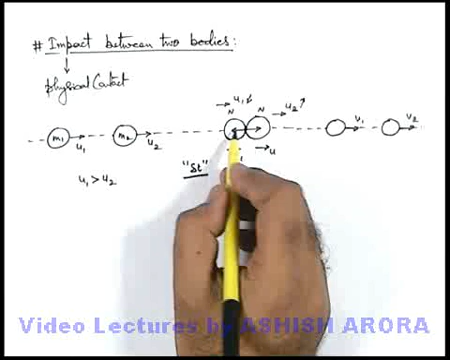 # Impact between two bodies :
physical Contact
u₁↓
N N u₂↑
m₁ u₁ m₂ u₂ v₁ v₂
u₁ > u₂ "δt" u
Video Lectures by ASHISH ARORA